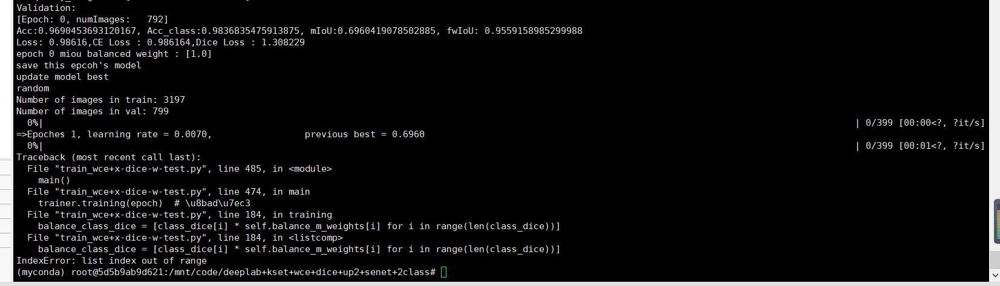 Validation:
[Epoch: 0, numImages:   792]
Acc:0.9690453693120167, Acc_class:0.9836835475913875, mIoU:0.6960419078502885, fwIoU: 0.9559158985299988
Loss: 0.98616,CE Loss : 0.986164,Dice Loss : 1.308229
epoch 0 miou balanced weight : [1.0]
save this epcoh's model
update model best
random
Number of images in train: 3197
Number of images in val: 799
  0%|                                                                    | 0/399 [00:00<?, ?it/s]
=>Epoches 1, learning rate = 0.0070,                 previous best = 0.6960
  0%|                                                                    | 0/399 [00:01<?, ?it/s]
Traceback (most recent call last):
  File "train_wce+x-dice-w-test.py", line 485, in <module>
    main()
  File "train_wce+x-dice-w-test.py", line 474, in main
    trainer.training(epoch)  # \u8bad\u7ec3
  File "train_wce+x-dice-w-test.py", line 184, in training
    balance_class_dice = [class_dice[i] * self.balance_m_weights[i] for i in range(len(class_dice))]
  File "train_wce+x-dice-w-test.py", line 184, in <listcomp>
    balance_class_dice = [class_dice[i] * self.balance_m_weights[i] for i in range(len(class_dice))]
IndexError: list index out of range
(myconda) root@5d5b9ab9d621:/mnt/code/deeplab+kset+wce+dice+up2+senet+2class#